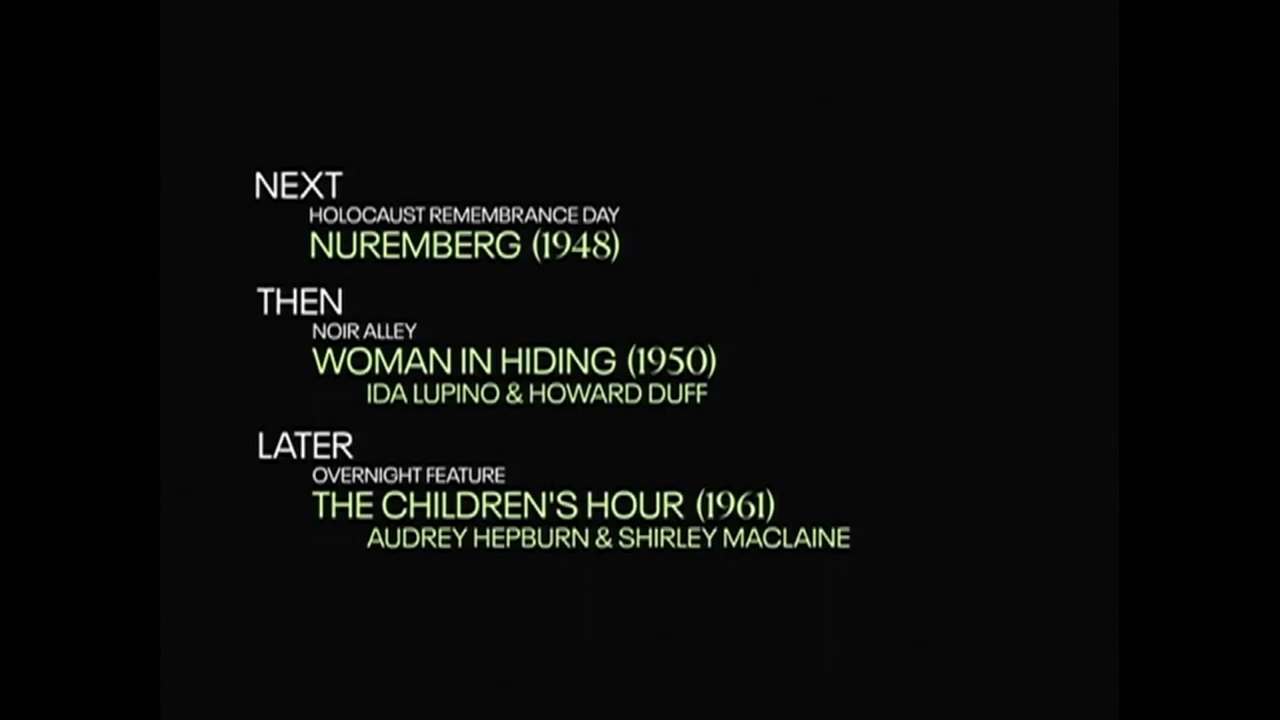 NEXT
HOLOCAUST REMEMBRANCE DAY
NUREMBERG (1948)
THEN
NOIR ALLEY
WOMAN IN HIDING (1950)
IDA LUPINO & HOWARD DUFF
LATER
OVERNIGHT FEATURE
THE CHILDREN'S HOUR (1961)
AUDREY HEPBURN & SHIRLEY MACLAINE